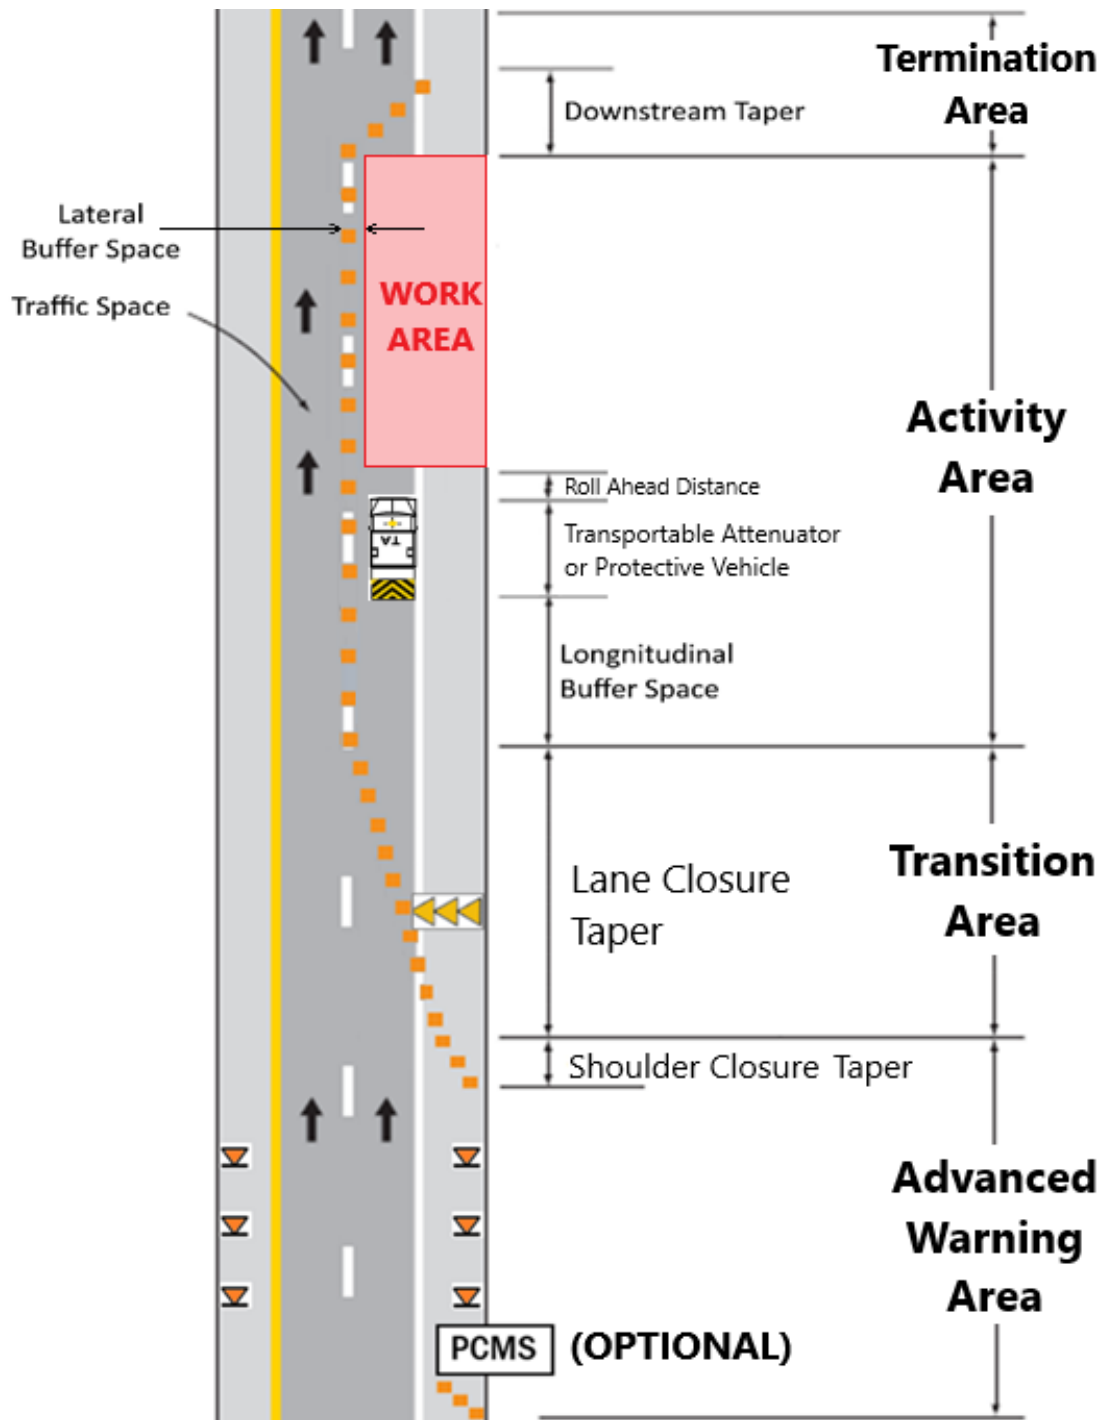 Termination
Area
Downstream Taper
Lateral
Buffer Space
Traffic Space
WORK
AREA
Activity
Area
Roll Ahead Distance
Transportable Attenuator
or Protective Vehicle
TA
Longnitudinal
Buffer Space
Transition
Area
Lane Closure
Taper
Shoulder Closure Taper
Advanced
Warning
Area
PCMS (OPTIONAL)